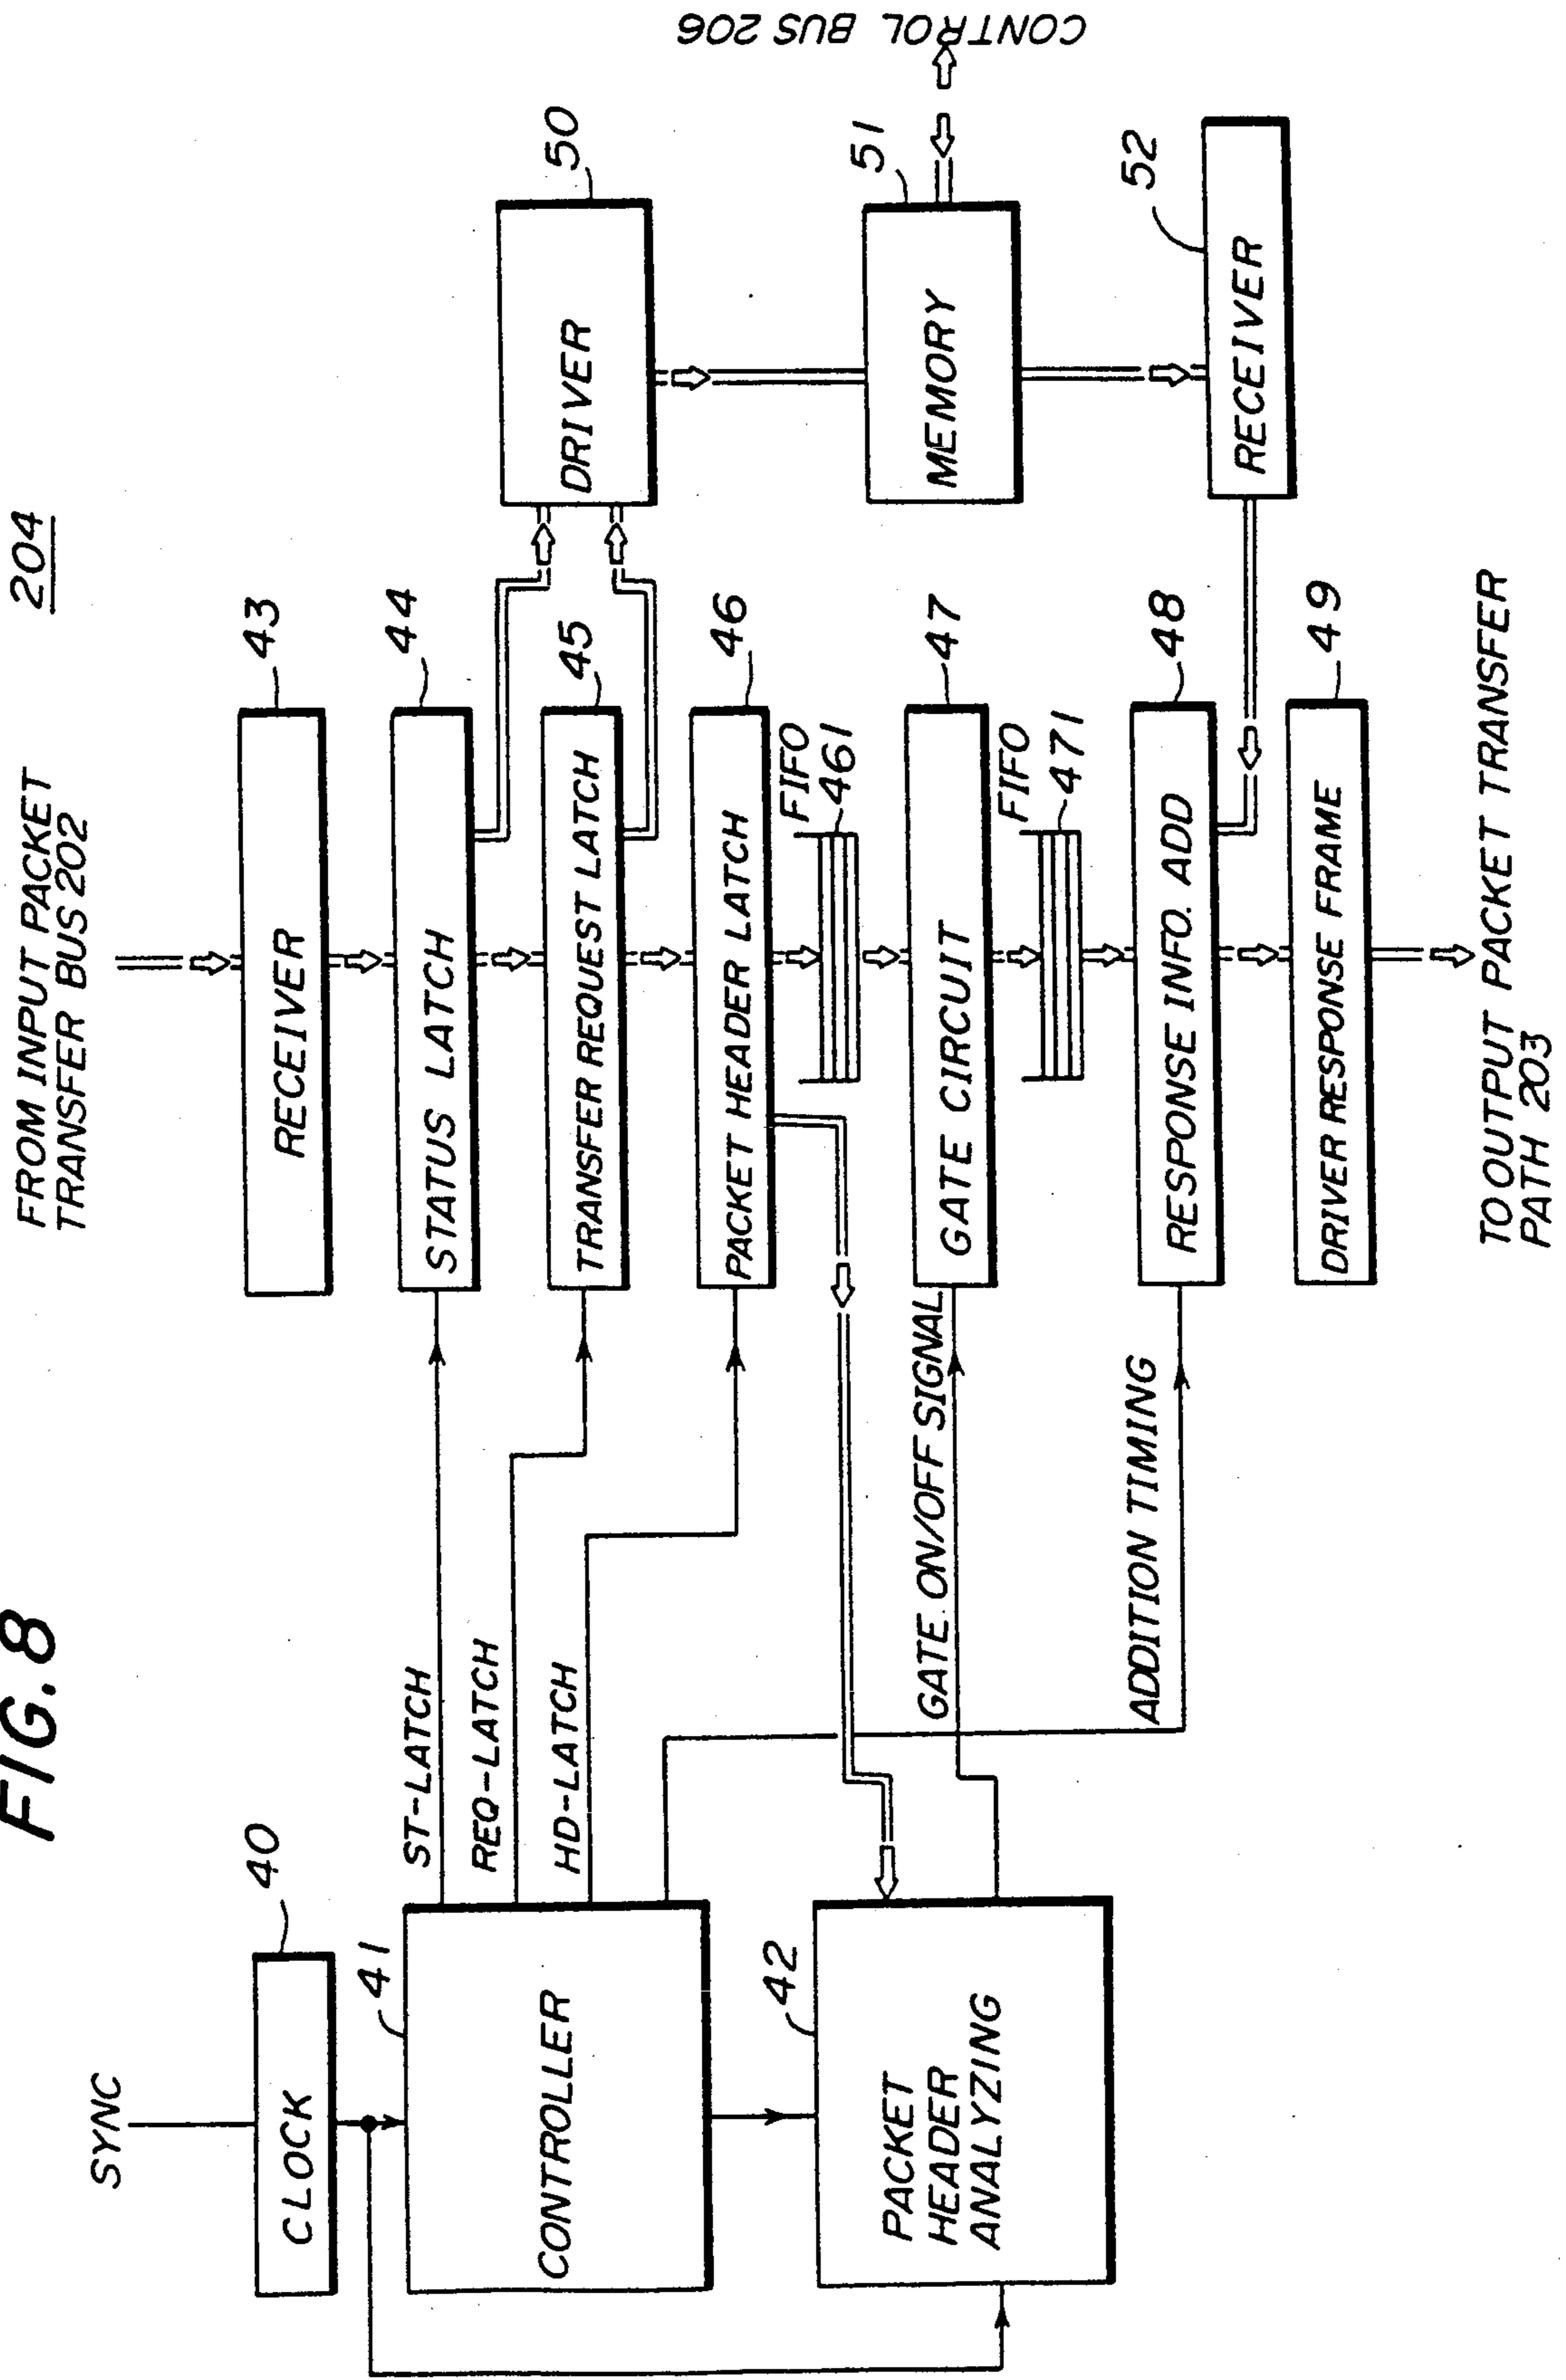 FIG.8
204
SYNC
40
CLOCK
41
CONTROLLER
42
PACKET
HEADER
ANALYZING
ST-LATCH
REQ-LATCH
HD-LATCH
GATE ON/OFF SIGNAL
ADDITION TIMING
FROM INPUT PACKET
TRANSFER BUS 202
43
RECEIVER
44
STATUS LATCH
45
TRANSFER REQUEST LATCH
46
PACKET HEADER LATCH
FIFO
461
47
GATE CIRCUIT
FIFO
471
48
RESPONSE INFO. ADD
49
DRIVER RESPONSE FRAME
TO OUTPUT PACKET TRANSFER
PATH 203
50
DRIVER
51
MEMORY
52
RECEIVER
CONTROL BUS 206